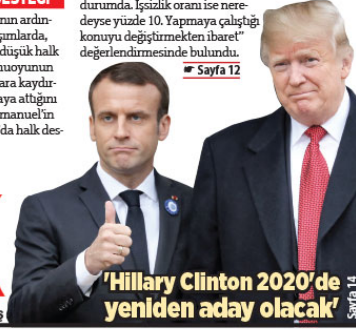 nın ardın-
şımlarda,
düşük halk
nuoyunun
ara kaydır-
aya attığını
manuel'in
da halk des-
durumda. İşsizlik oranı ise nere-
deyse yüzde 10. Yapmaya çalıştığı
konuyu değiştirmekten ibaret”
değerlendirmesinde bulundu.
Sayfa 12
'Hillary Clinton 2020'de
yeniden aday olacak'
Sayfa 14